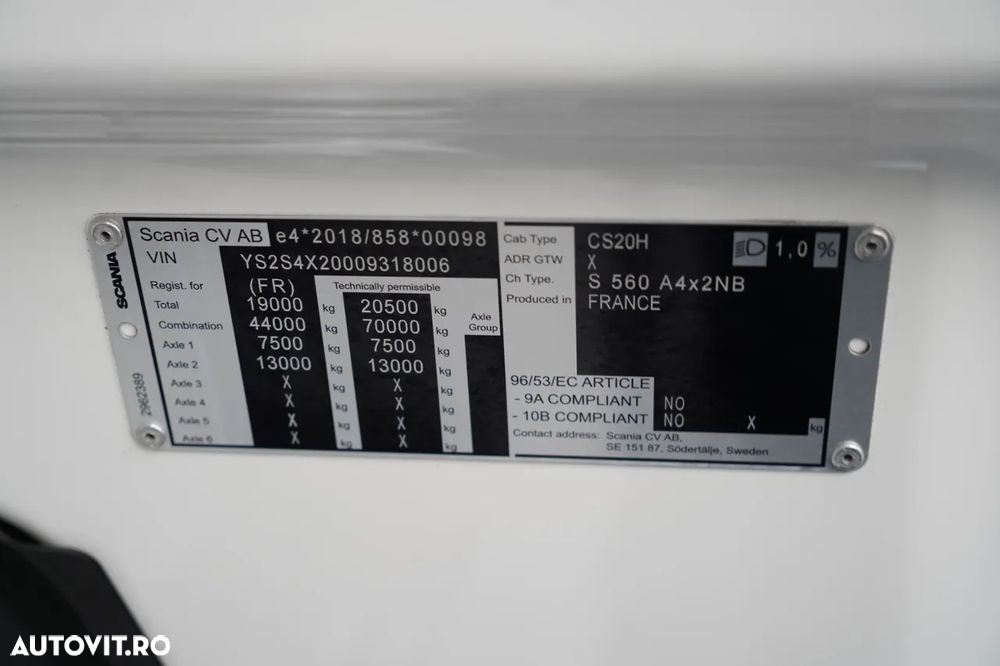 SCANIA
2962389
Scania CV AB e4*2018/858*00098
VIN YS2S4X20009318006
Regist. for (FR) Technically permissible
Total 19000 kg 20500 kg Axle Group
Combination 44000 kg 70000 kg
Axle 1 7500 kg 7500 kg
Axle 2 13000 kg 13000 kg
Axle 3 X kg X kg
Axle 4 X kg X kg
Axle 5 X kg X kg
Axle 6 X kg X kg
Cab Type CS20H 1,0 %
ADR GTW X
Ch Type. S 560 A4x2NB
Produced in FRANCE
96/53/EC ARTICLE
- 9A COMPLIANT NO
- 10B COMPLIANT NO X kg
Contact address: Scania CV AB,
SE 151 87, Södertälje, Sweden
AUTOVIT.RO